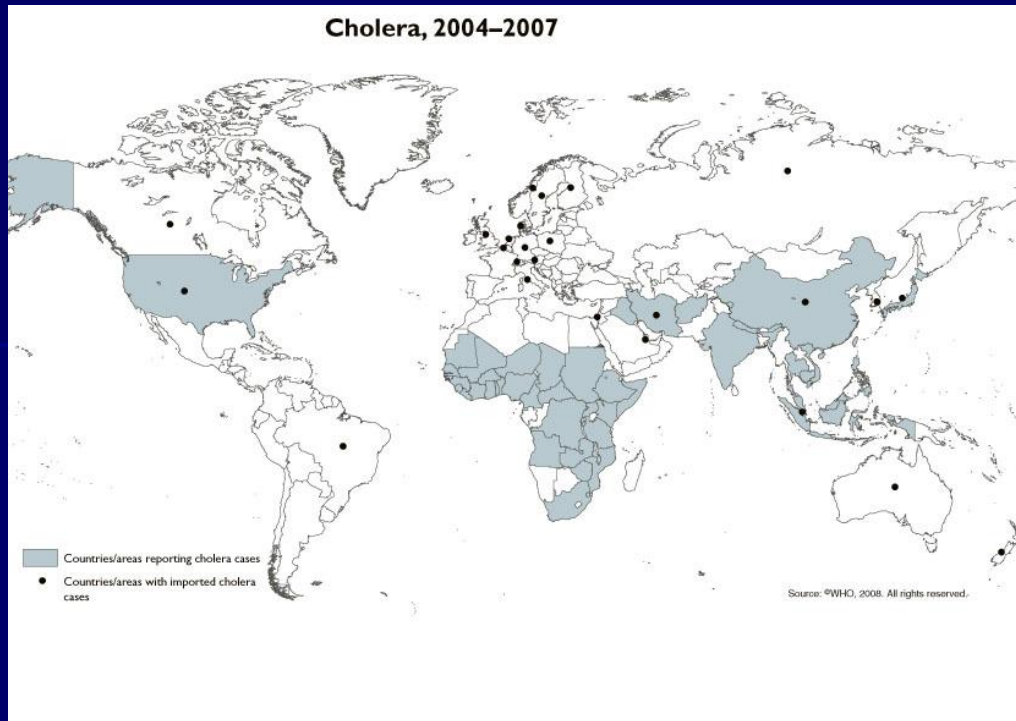 Cholera, 2004–2007
Countries/areas reporting cholera cases
Countries/areas with imported cholera
cases
Source: ©WHO, 2008. All rights reserved.